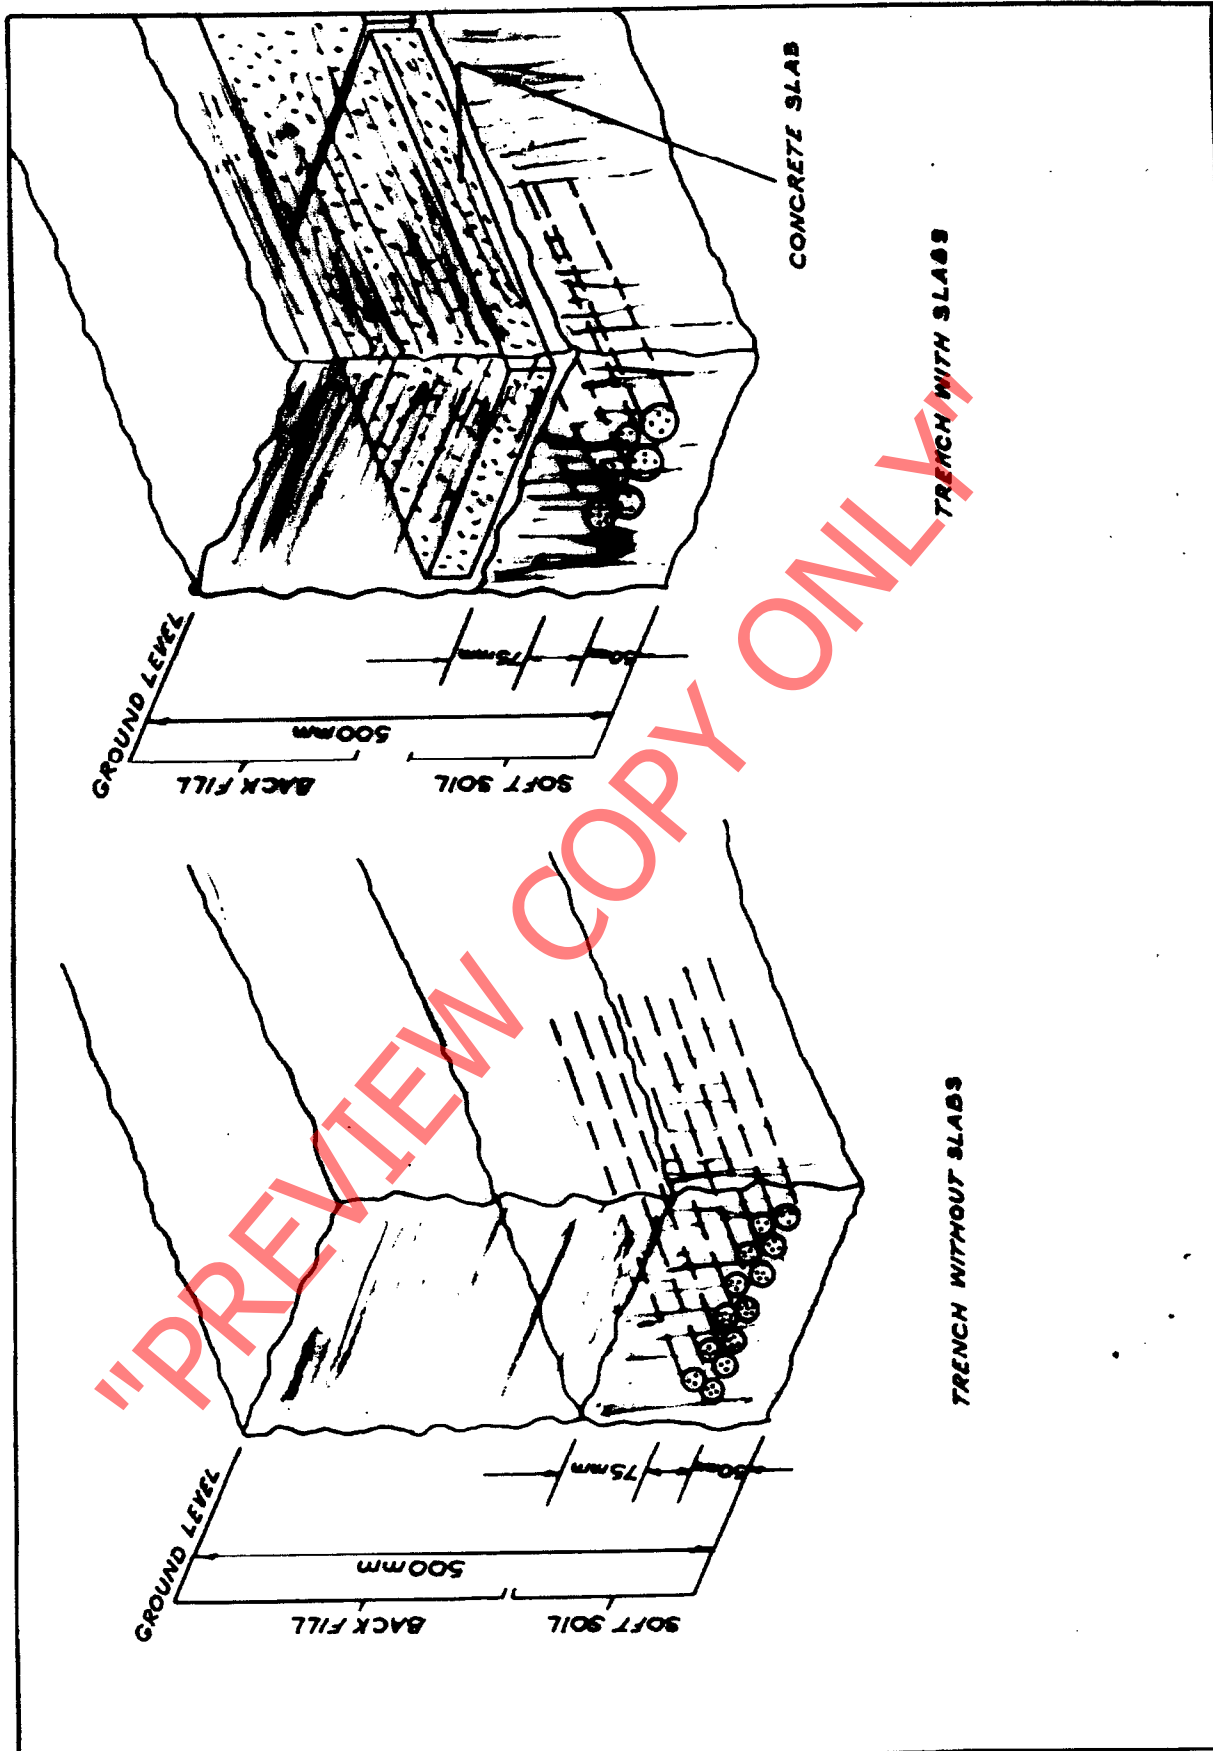 GROUND LEVEL
BACK FILL
SOFT SOIL
500mm
75mm
50mm
TRENCH WITHOUT SLABS
GROUND LEVEL
BACK FILL
SOFT SOIL
500mm
75mm
CONCRETE SLAB
TRENCH WITH SLABS
"PREVIEW COPY ONLY"